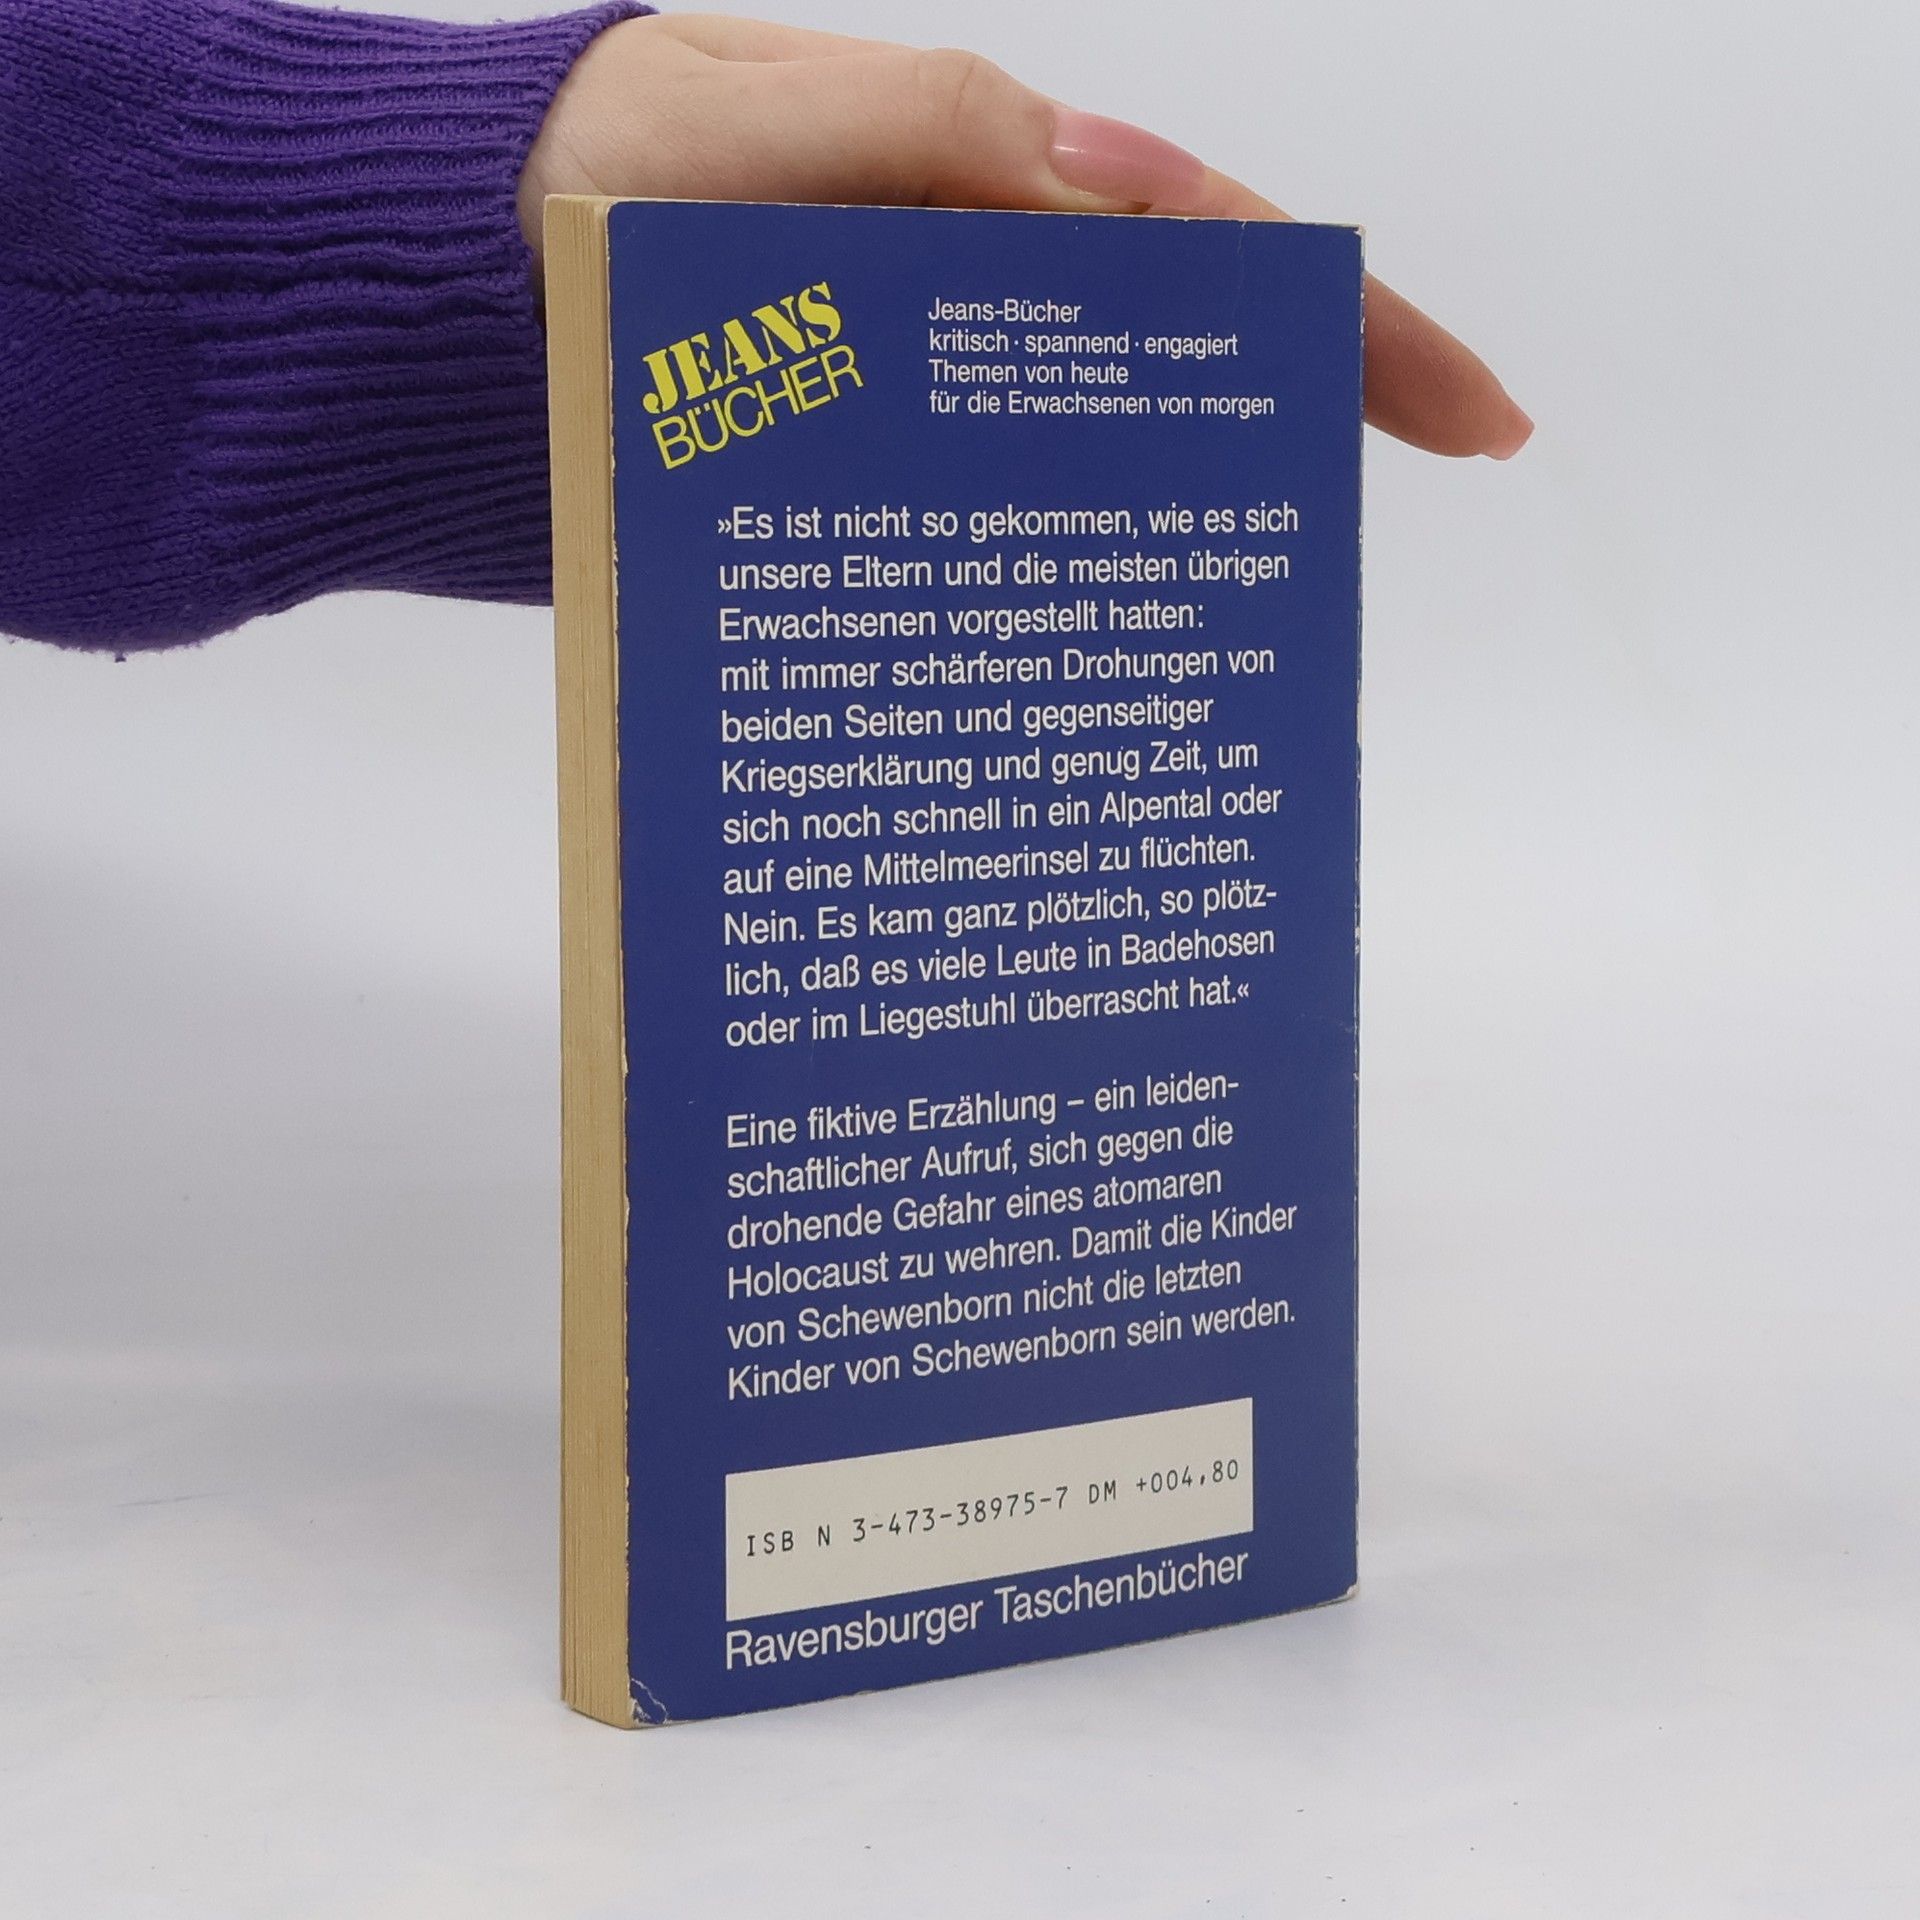 JEANS
BÜCHER
Jeans-Bücher
kritisch · spannend · engagiert
Themen von heute
für die Erwachsenen von morgen
»Es ist nicht so gekommen, wie es sich
unsere Eltern und die meisten übrigen
Erwachsenen vorgestellt hatten:
mit immer schärferen Drohungen von
beiden Seiten und gegenseitiger
Kriegserklärung und genug Zeit, um
sich noch schnell in ein Alpental oder
auf eine Mittelmeerinsel zu flüchten.
Nein. Es kam ganz plötzlich, so plötz-
lich, daß es viele Leute in Badehosen
oder im Liegestuhl überrascht hat.«
Eine fiktive Erzählung – ein leiden-
schaftlicher Aufruf, sich gegen die
drohende Gefahr eines atomaren
Holocaust zu wehren. Damit die Kinder
von Schewenborn nicht die letzten
Kinder von Schewenborn sein werden.
ISB N 3-473-38975-7 DM +004,80
Ravensburger Taschenbücher